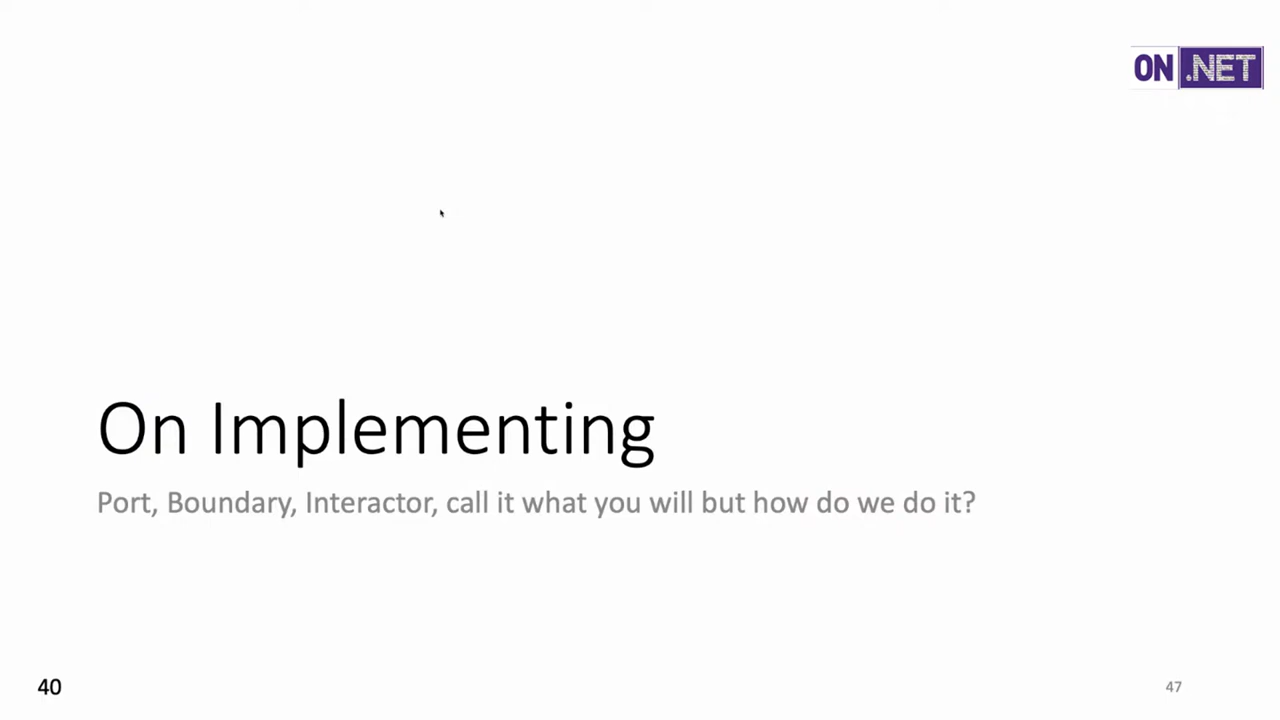 ON .NET
On Implementing
Port, Boundary, Interactor, call it what you will but how do we do it?
40
47